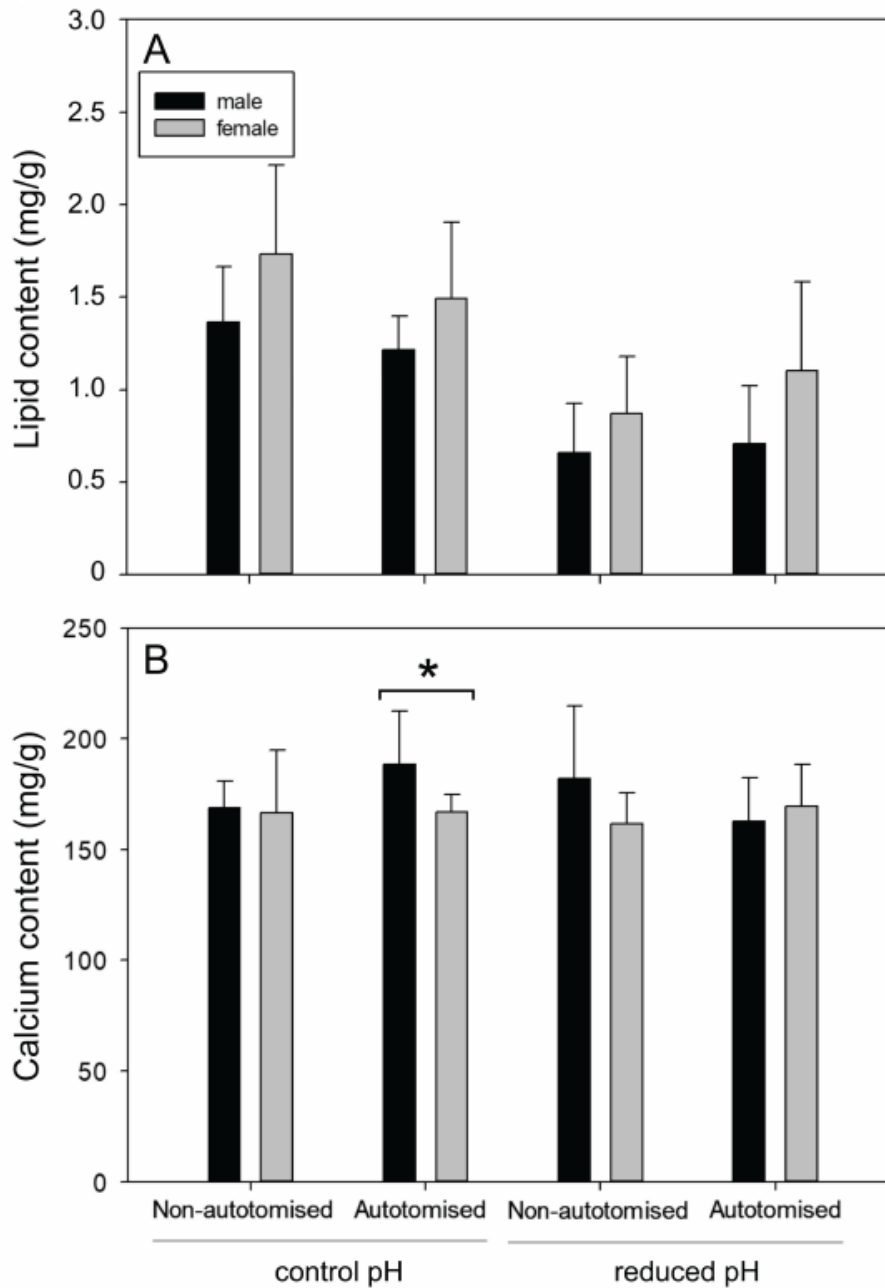 A
male
female
Lipid content (mg/g)
3.0
2.5
2.0
1.5
1.0
0.5
0
B
*
Calcium content (mg/g)
250
200
150
100
50
0
Non-autotomised Autotomised Non-autotomised Autotomised
control pH reduced pH